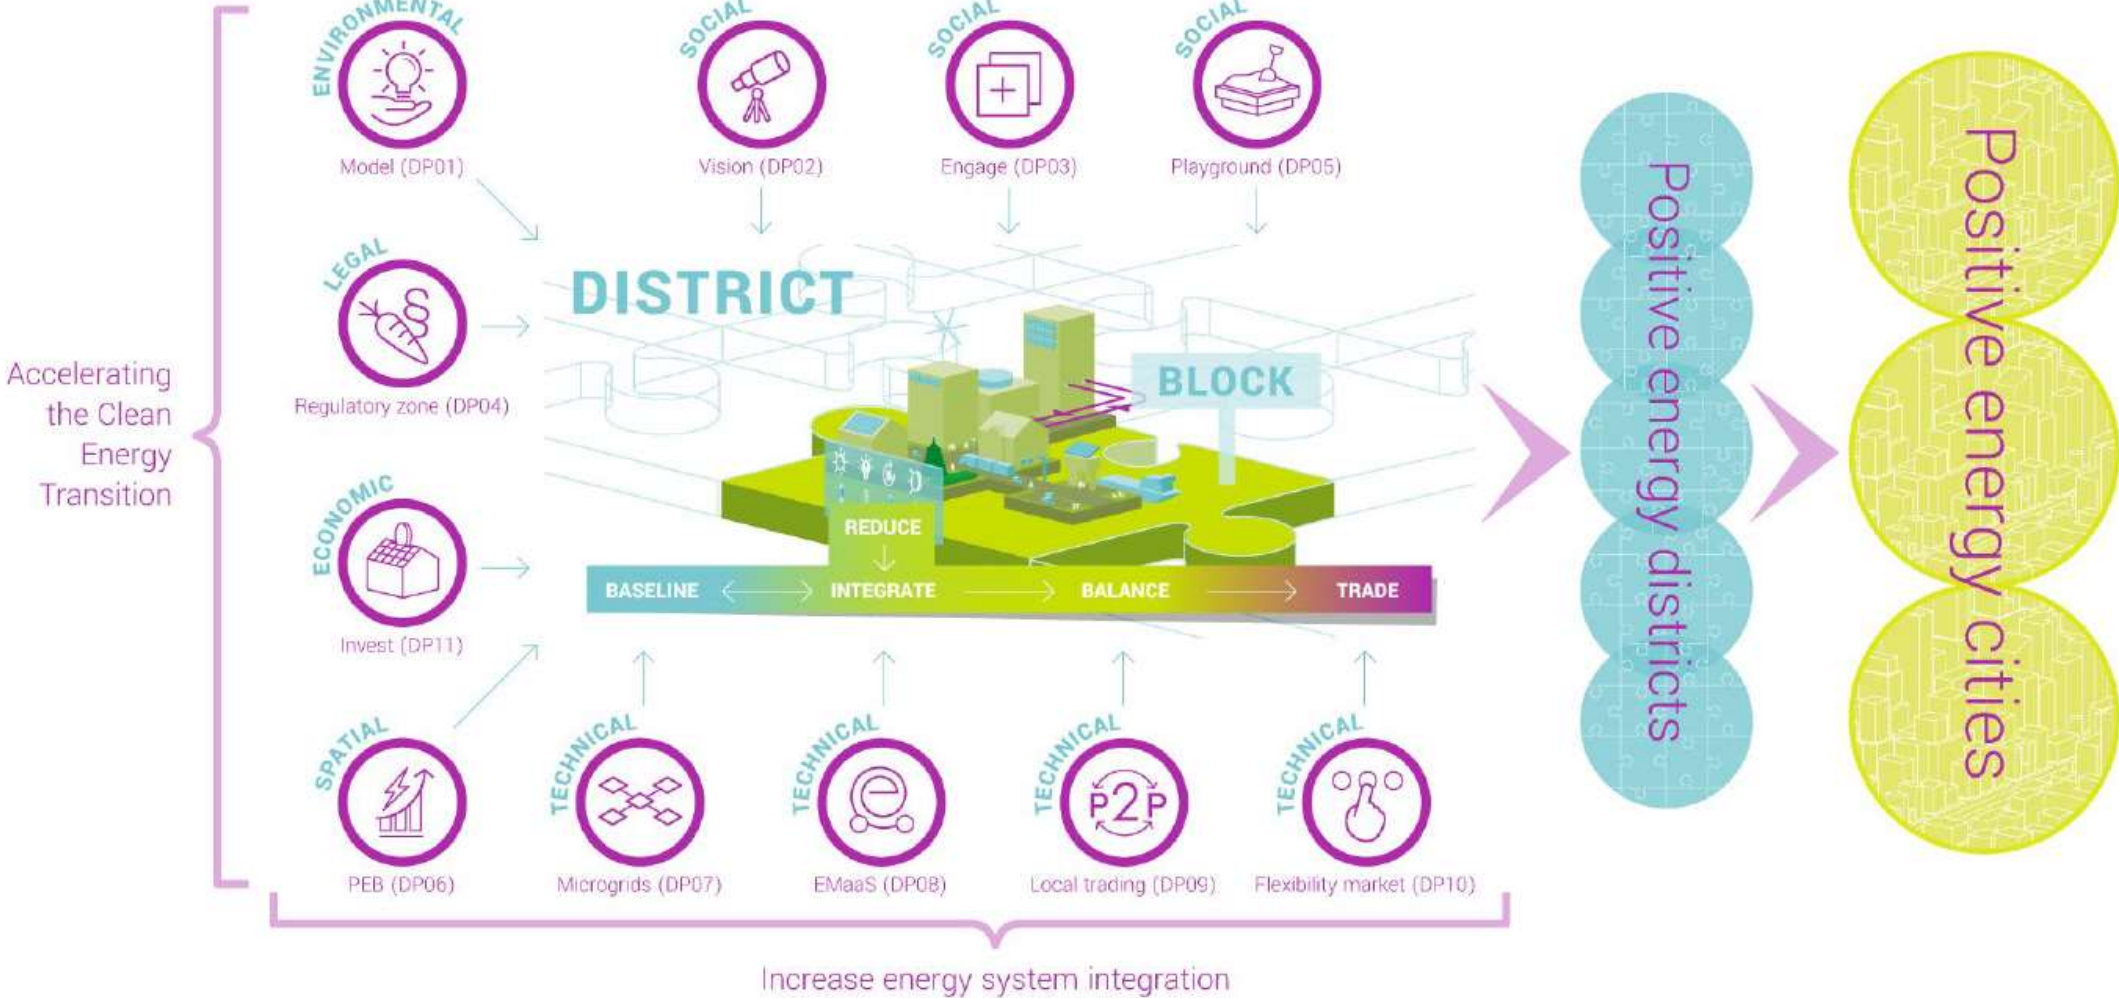 ENVIRONMENTAL
Model (DP01)
SOCIAL
Vision (DP02)
SOCIAL
Engage (DP03)
SOCIAL
Playground (DP05)
LEGAL
Regulatory zone (DP04)
ECONOMIC
Invest (DP11)
SPATIAL
PEB (DP06)
TECHNICAL
Microgrids (DP07)
TECHNICAL
EMaaS (DP08)
TECHNICAL
P2P
Local trading (DP09)
TECHNICAL
Flexibility market (DP10)
Accelerating
the Clean
Energy
Transition
DISTRICT
BLOCK
REDUCE
BASELINE
INTEGRATE
BALANCE
TRADE
Increase energy system integration
Positive energy districts
Positive energy cities